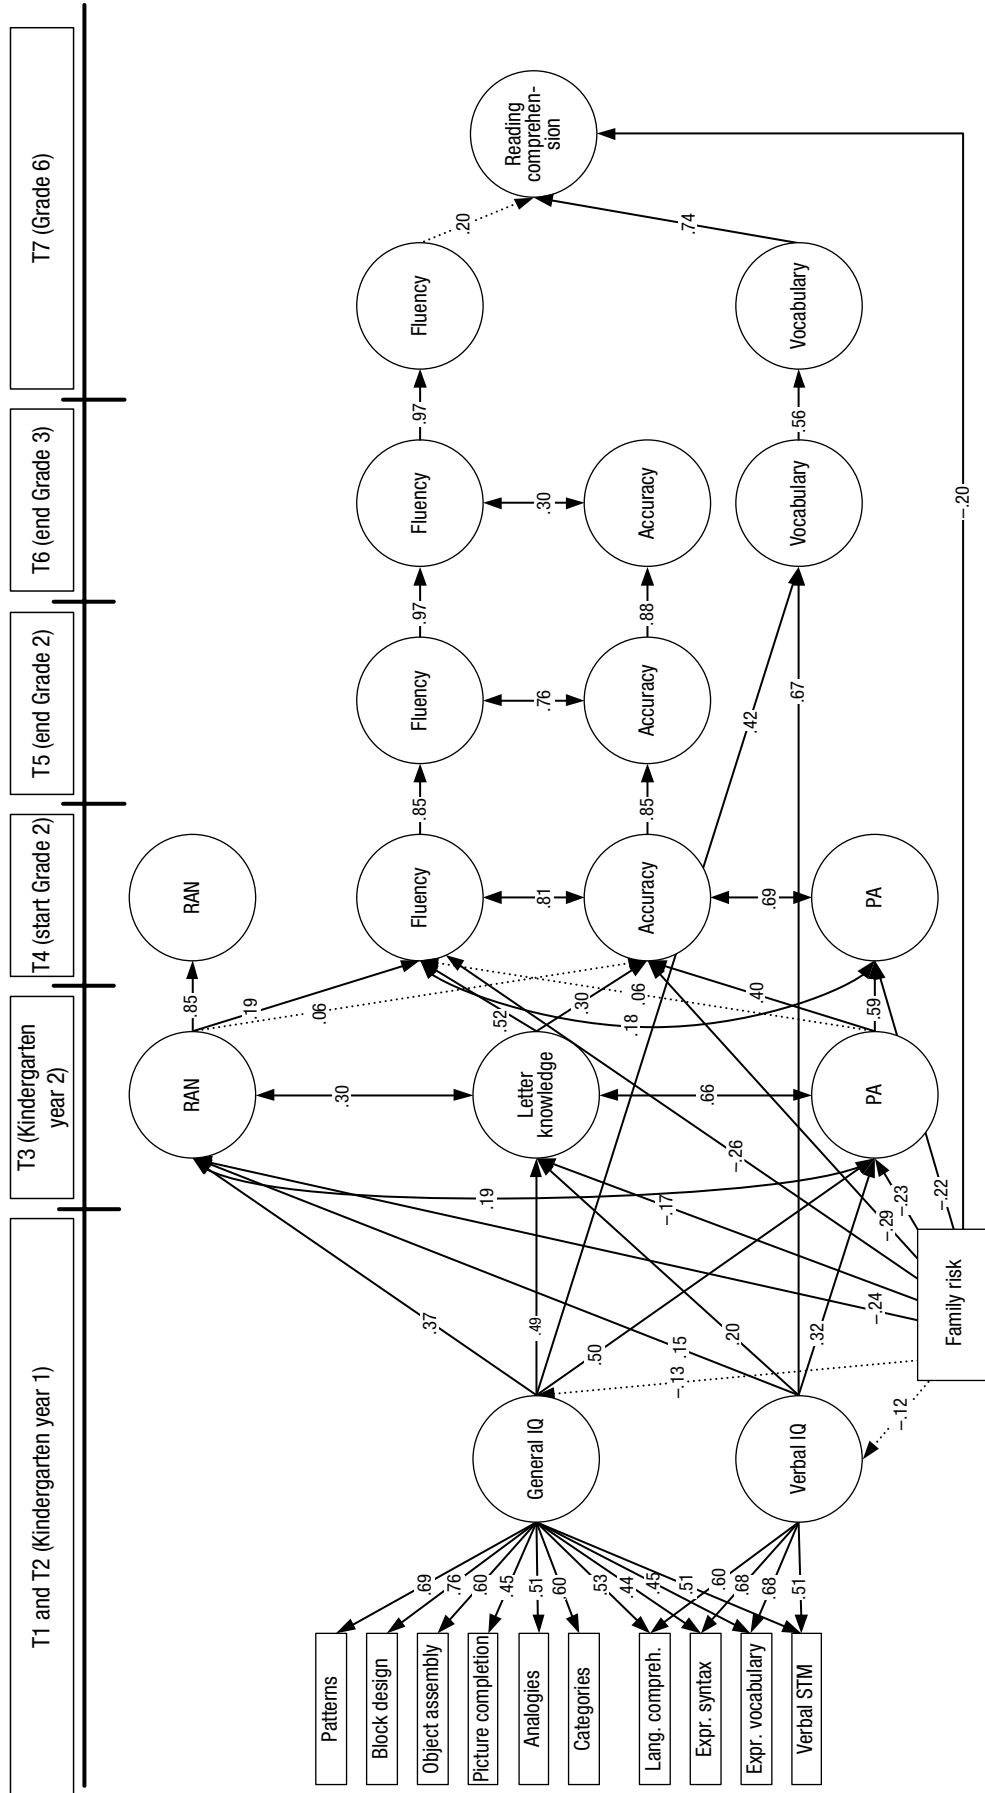 T1 and T2 (Kindergarten year 1)
T3 (Kindergarten
year 2)
T4 (start Grade 2)
T5 (end Grade 2)
T6 (end Grade 3)
T7 (Grade 6)
Patterns
Block design
Object assembly
Picture completion
Analogies
Categories
Lang. compreh.
Expr. syntax
Expr. vocabulary
Verbal STM
.69
.76
.60
.45
.51
.60
.53
.44
.45
.51
.60
.68
.68
.51
General IQ
Verbal IQ
Family risk
–.12
–.13
.37
.49
.50
.15
.20
.32
–.24
–.17
–.26
–.29
–.23
–.22
.19
RAN
Letter
knowledge
PA
.30
.66
.85
.19
.06
.52
.30
.18
.06
.40
.59
RAN
Fluency
Accuracy
PA
.81
.69
.85
.85
.42
.67
Fluency
Accuracy
.76
.97
.88
Fluency
Accuracy
Vocabulary
.30
.97
.56
–.20
Fluency
Vocabulary
.20
.74
Reading
comprehen-
sion